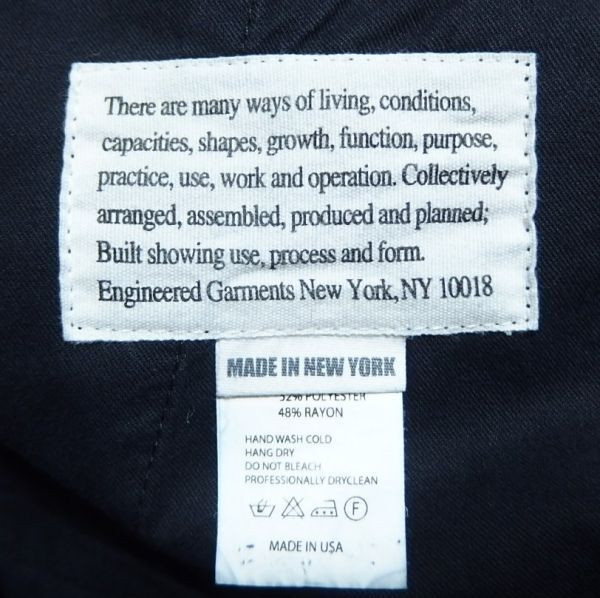 There are many ways of living, conditions,
capacities, shapes, growth, function, purpose,
practice, use, work and operation. Collectively
arranged, assembled, produced and planned;
Built showing use, process and form.
Engineered Garments New York, NY 10018
MADE IN NEW YORK
52% POLYESTER
48% RAYON
HAND WASH COLD
HANG DRY
DO NOT BLEACH
PROFESSIONALLY DRYCLEAN
F
MADE IN USA